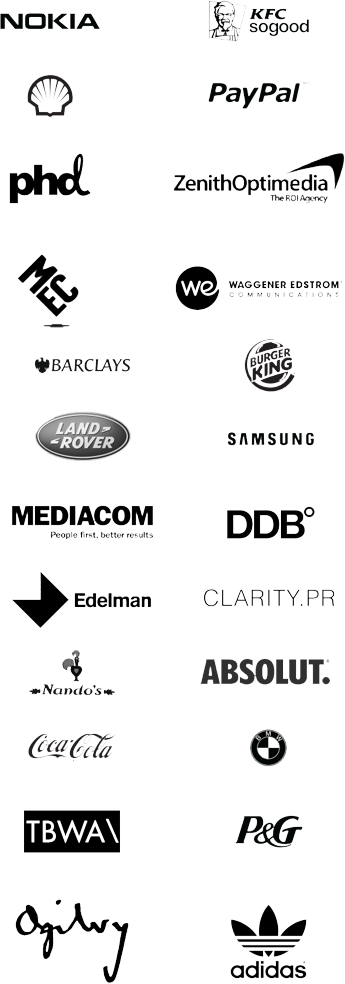 NOKIA
KFC
sogood
PayPal
phd
ZenithOptimedia
The ROI Agency
MEC
we WAGGENER EDSTROM
COMMUNICATIONS
BARCLAYS
BURGER
KING
LAND
ROVER
SAMSUNG
MEDIACOM
People first, better results
DDB°
Edelman
CLARITY.PR
Nando's
ABSOLUT.
Coca-Cola
BMW
TBWA\
P&G
Ogilvy
adidas